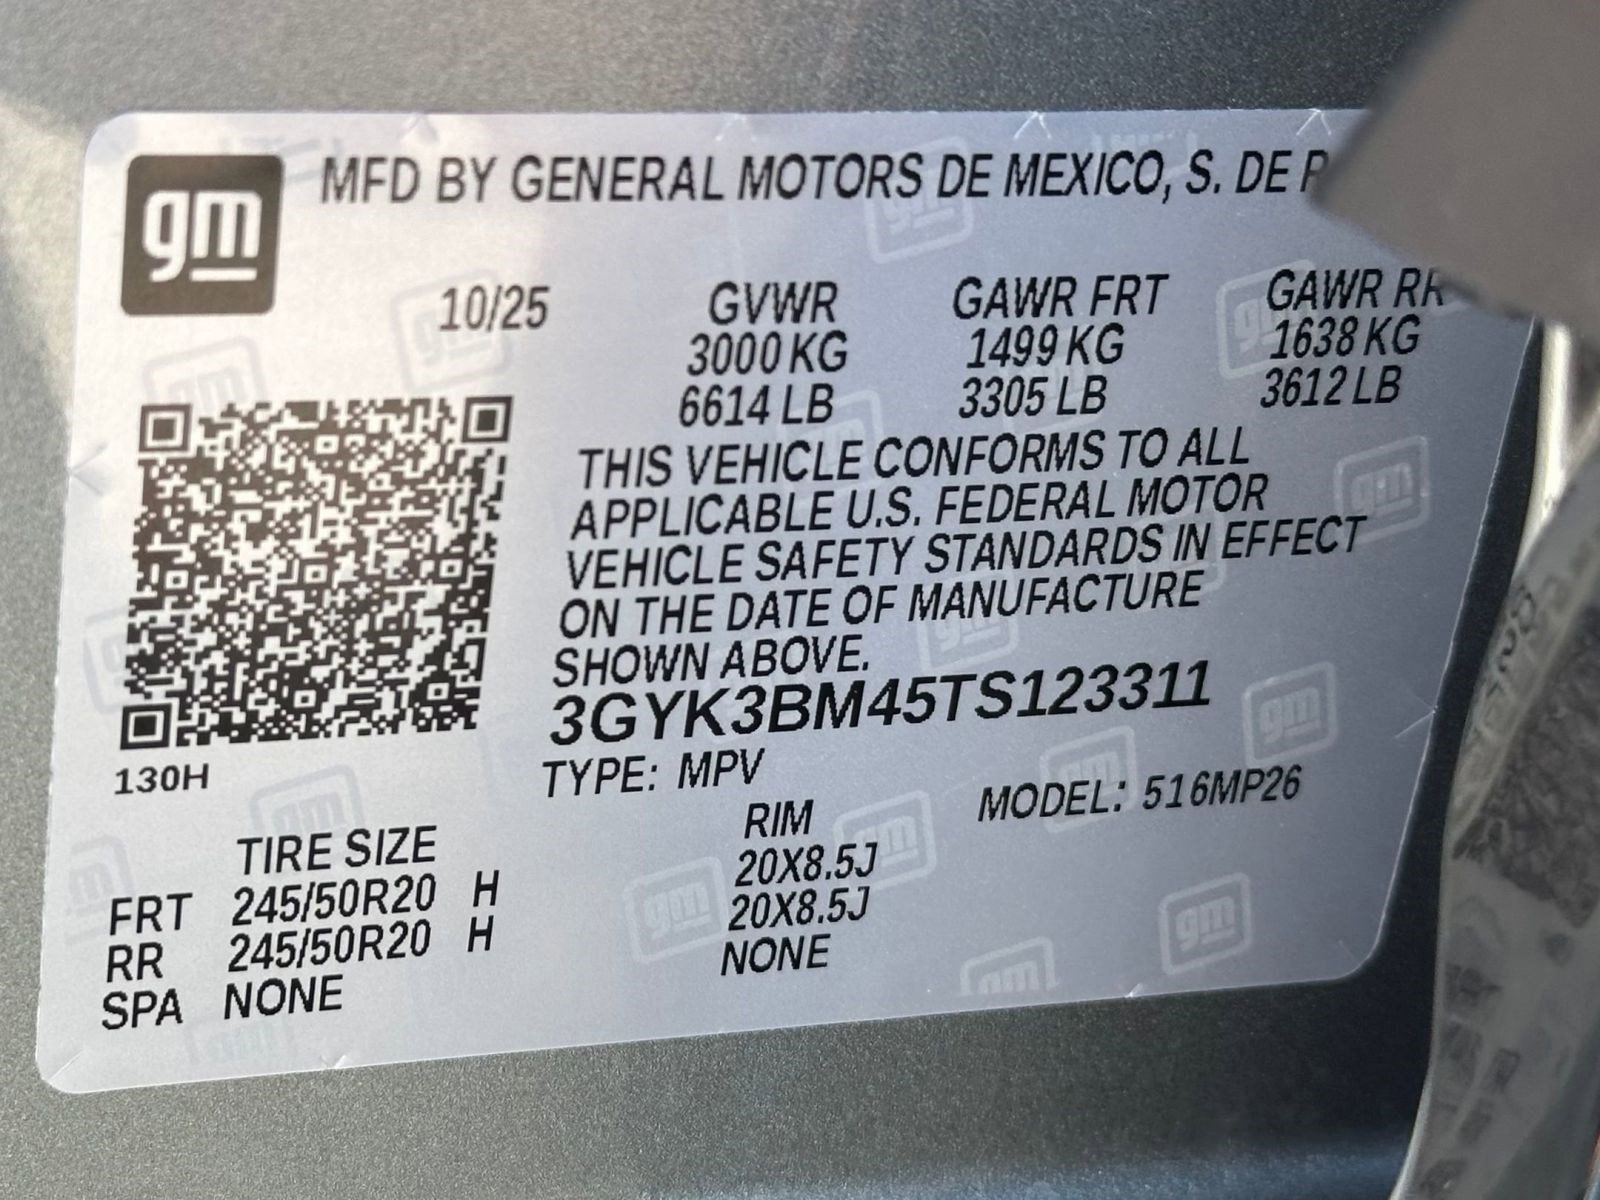 gm
MFD BY GENERAL MOTORS DE MEXICO, S. DE
10/25
GVWR GAWR FRT GAWR RR
3000 KG 1499 KG 1638 KG
6614 LB 3305 LB 3612 LB
THIS VEHICLE CONFORMS TO ALL
APPLICABLE U.S. FEDERAL MOTOR
VEHICLE SAFETY STANDARDS IN EFFECT
ON THE DATE OF MANUFACTURE
SHOWN ABOVE.
3GYK3BM45TS123311
130H
TYPE: MPV MODEL: 516MP26
TIRE SIZE RIM
FRT 245/50R20 H 20X8.5J
RR 245/50R20 H 20X8.5J
SPA NONE NONE